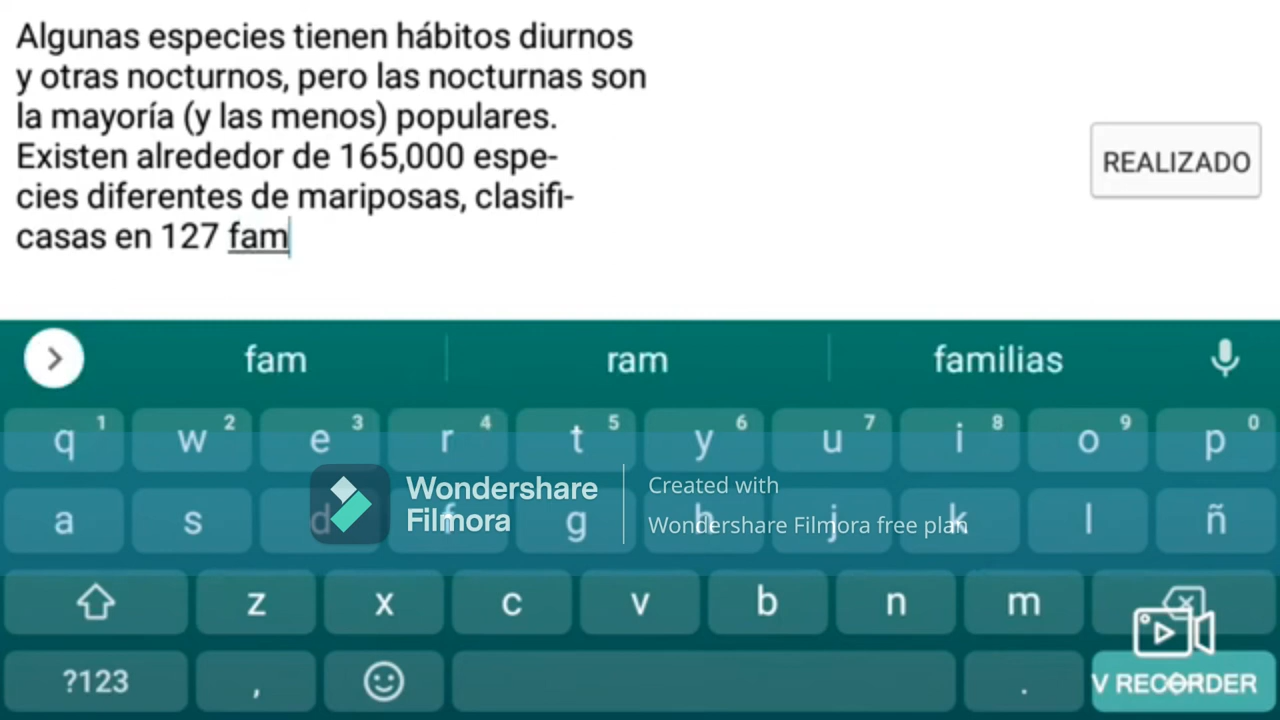 Algunas especies tienen hábitos diurnos
y otras nocturnos, pero las nocturnas son
la mayoría (y las menos) populares.
Existen alrededor de 165,000 espe-
cies diferentes de mariposas, clasifi-
casas en 127 fam
REALIZADO
fam ram familias
q 1 w 2 e 3 r 4 t 5 y 6 u 7 i 8 o 9 p 0
a s d f g h j k l ñ
Wondershare
Filmora
Created with
Wondershare Filmora free plan
z x c v b n m
?123 , .
V RECORDER